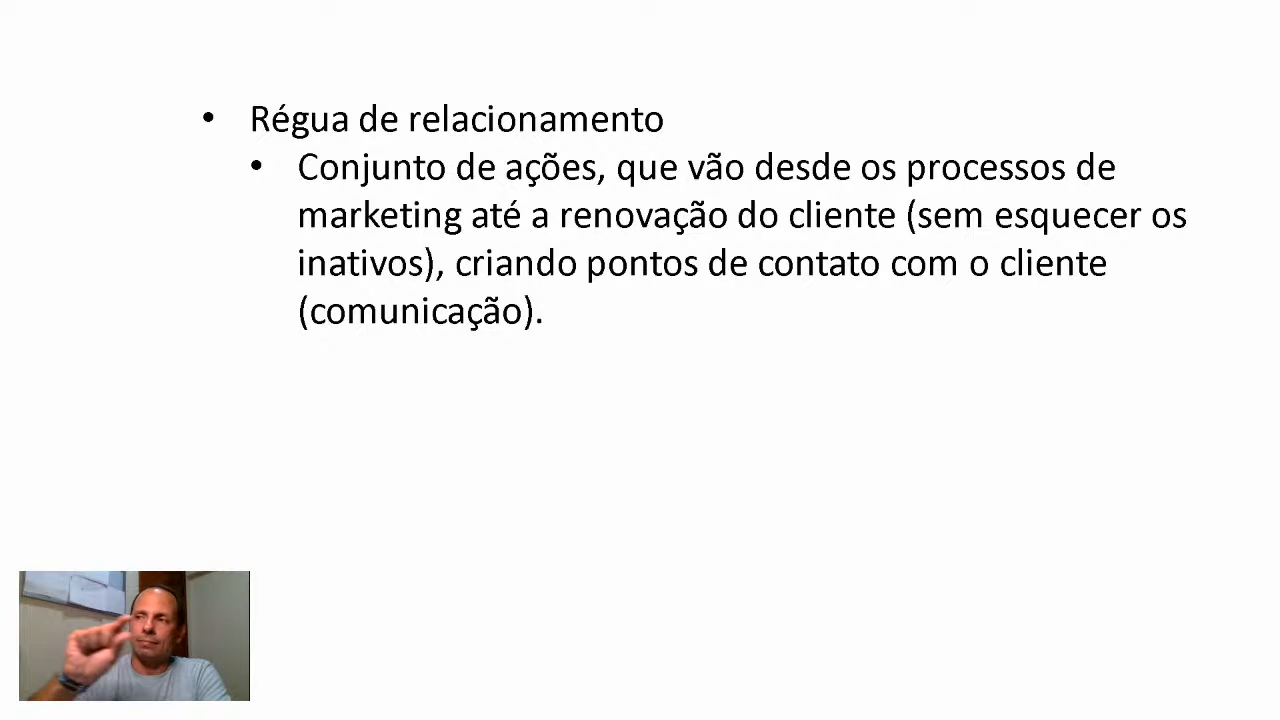 • Régua de relacionamento
• Conjunto de ações, que vão desde os processos de
marketing até a renovação do cliente (sem esquecer os
inativos), criando pontos de contato com o cliente
(comunicação).